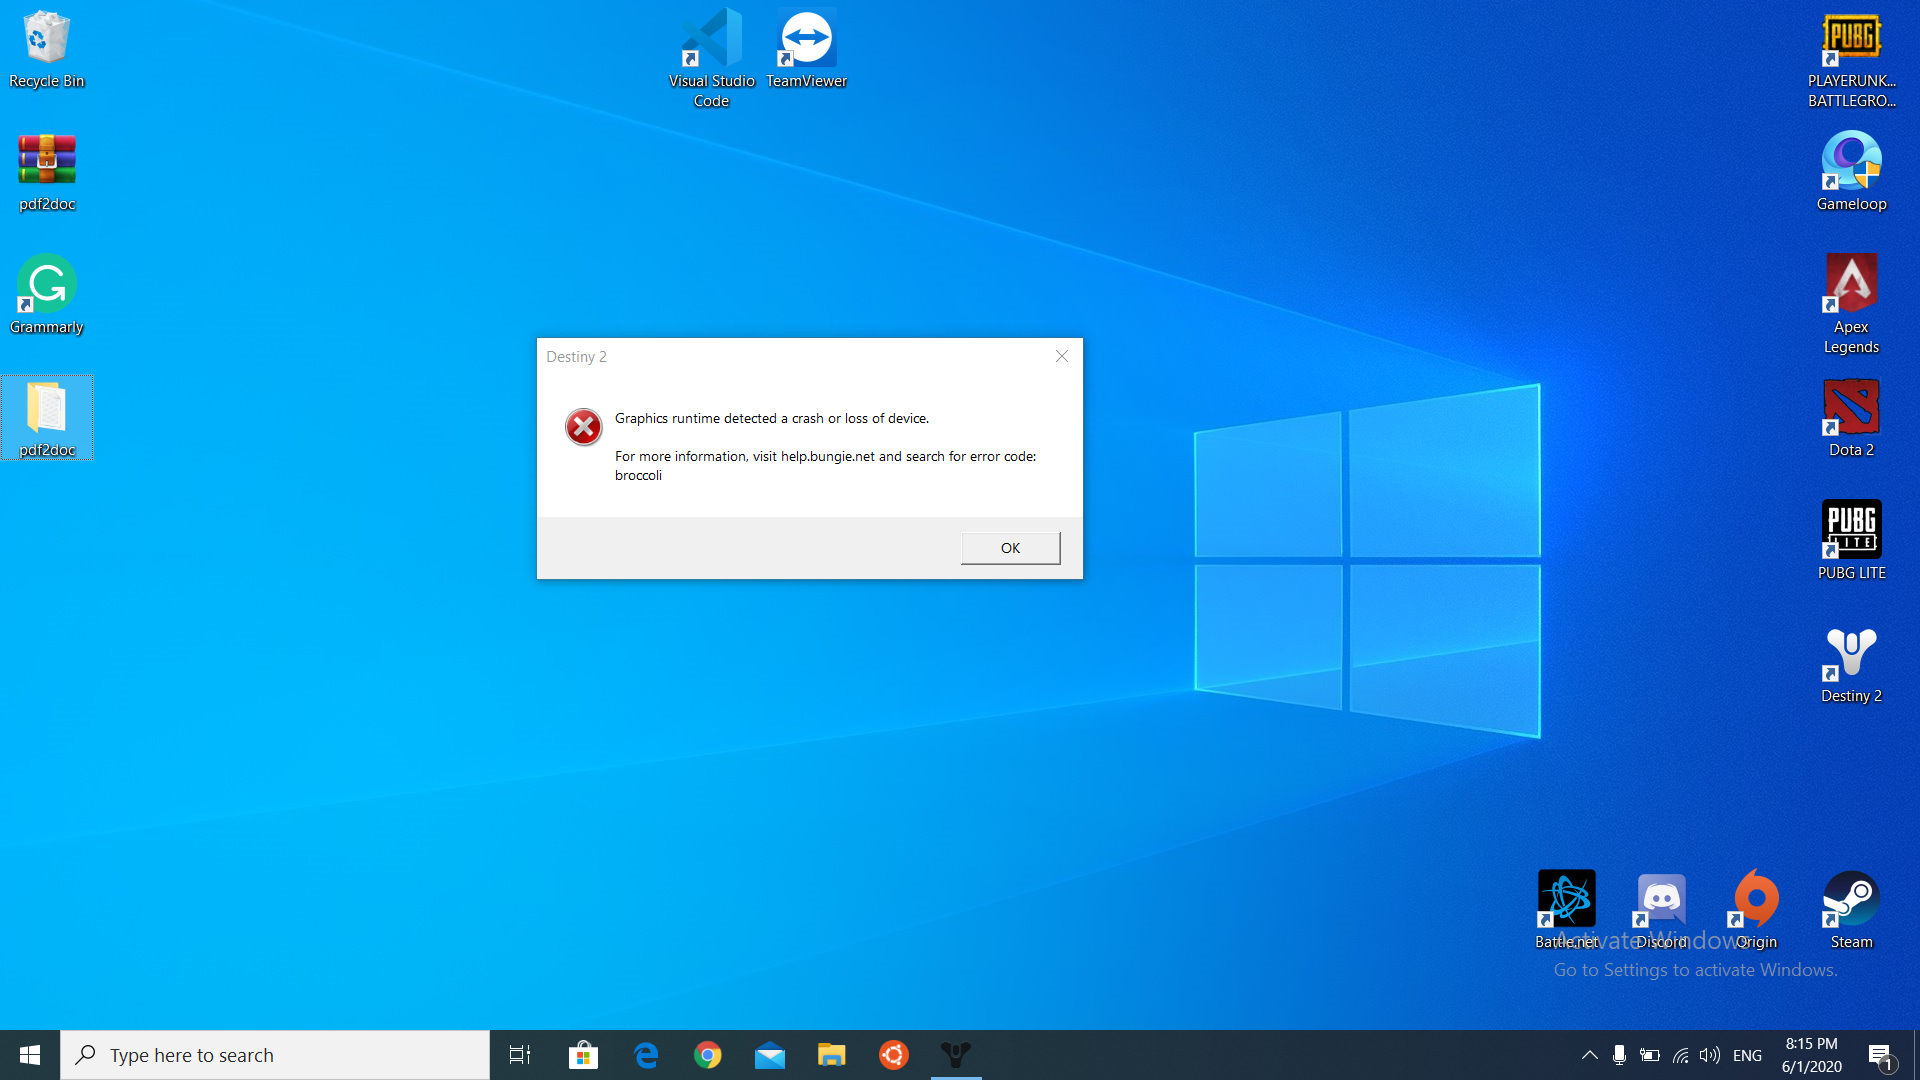 Recycle Bin
pdf2doc
Grammarly
pdf2doc
Visual Studio
Code
TeamViewer
Destiny 2
Graphics runtime detected a crash or loss of device.
For more information, visit help.bungie.net and search for error code:
broccoli
OK
PUBG
PLAYERUNK...
BATTLEGRO...
Gameloop
Apex
Legends
Dota 2
PUBG
LITE
PUBG LITE
Destiny 2
Battle.net
Discord
Origin
Steam
Activate Windows
Go to Settings to activate Windows.
Type here to search
ENG
8:15 PM
6/1/2020
1